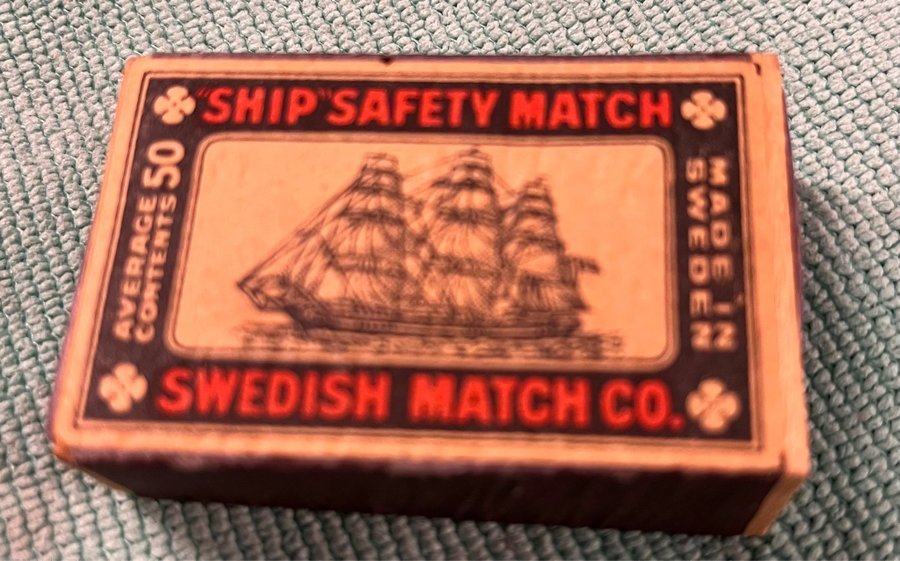 "SHIP" SAFETY MATCH
AVERAGE
CONTENTS
50
MADE IN
SWEDEN
SWEDISH MATCH CO.